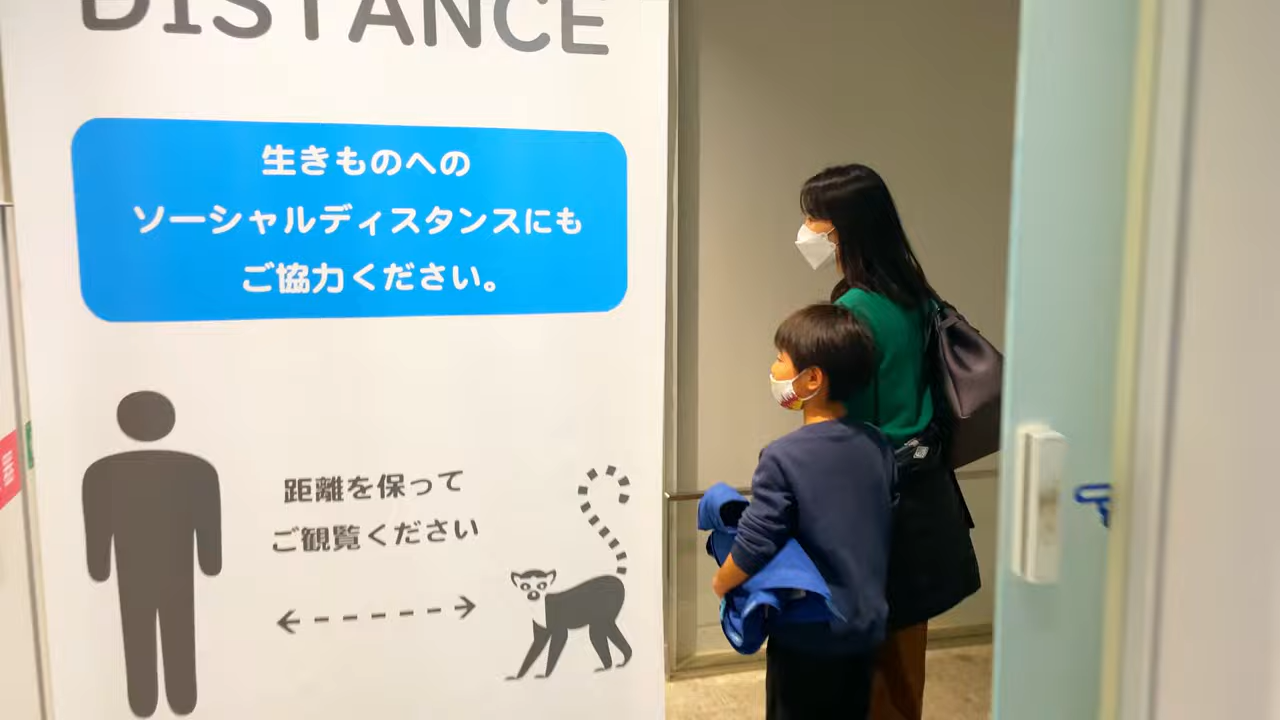 DISTANCE
生きものへの
ソーシャルディスタンスにも
ご協力ください。
距離を保って
ご観覧ください